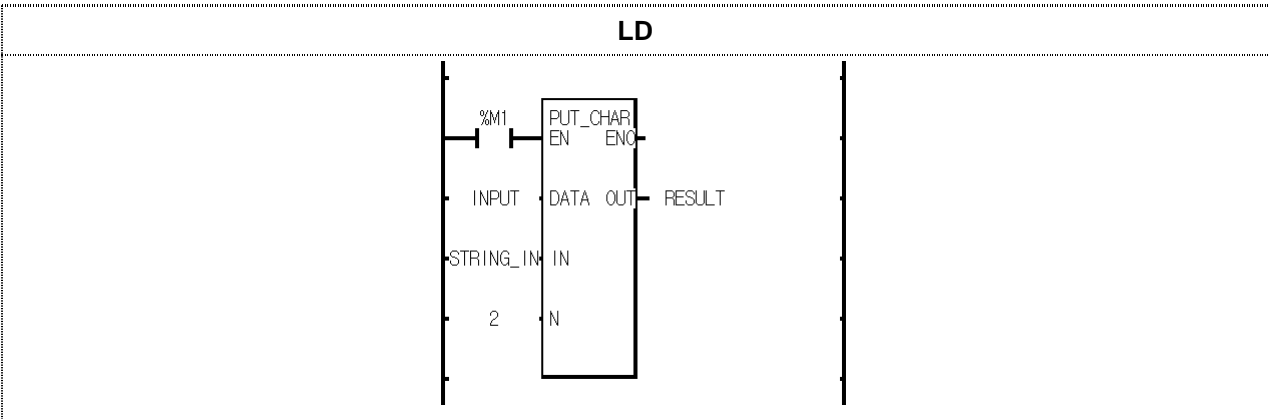 LD
%M1 PUT_CHAR
EN ENO
INPUT DATA OUT RESULT
STRING_IN IN
2 N